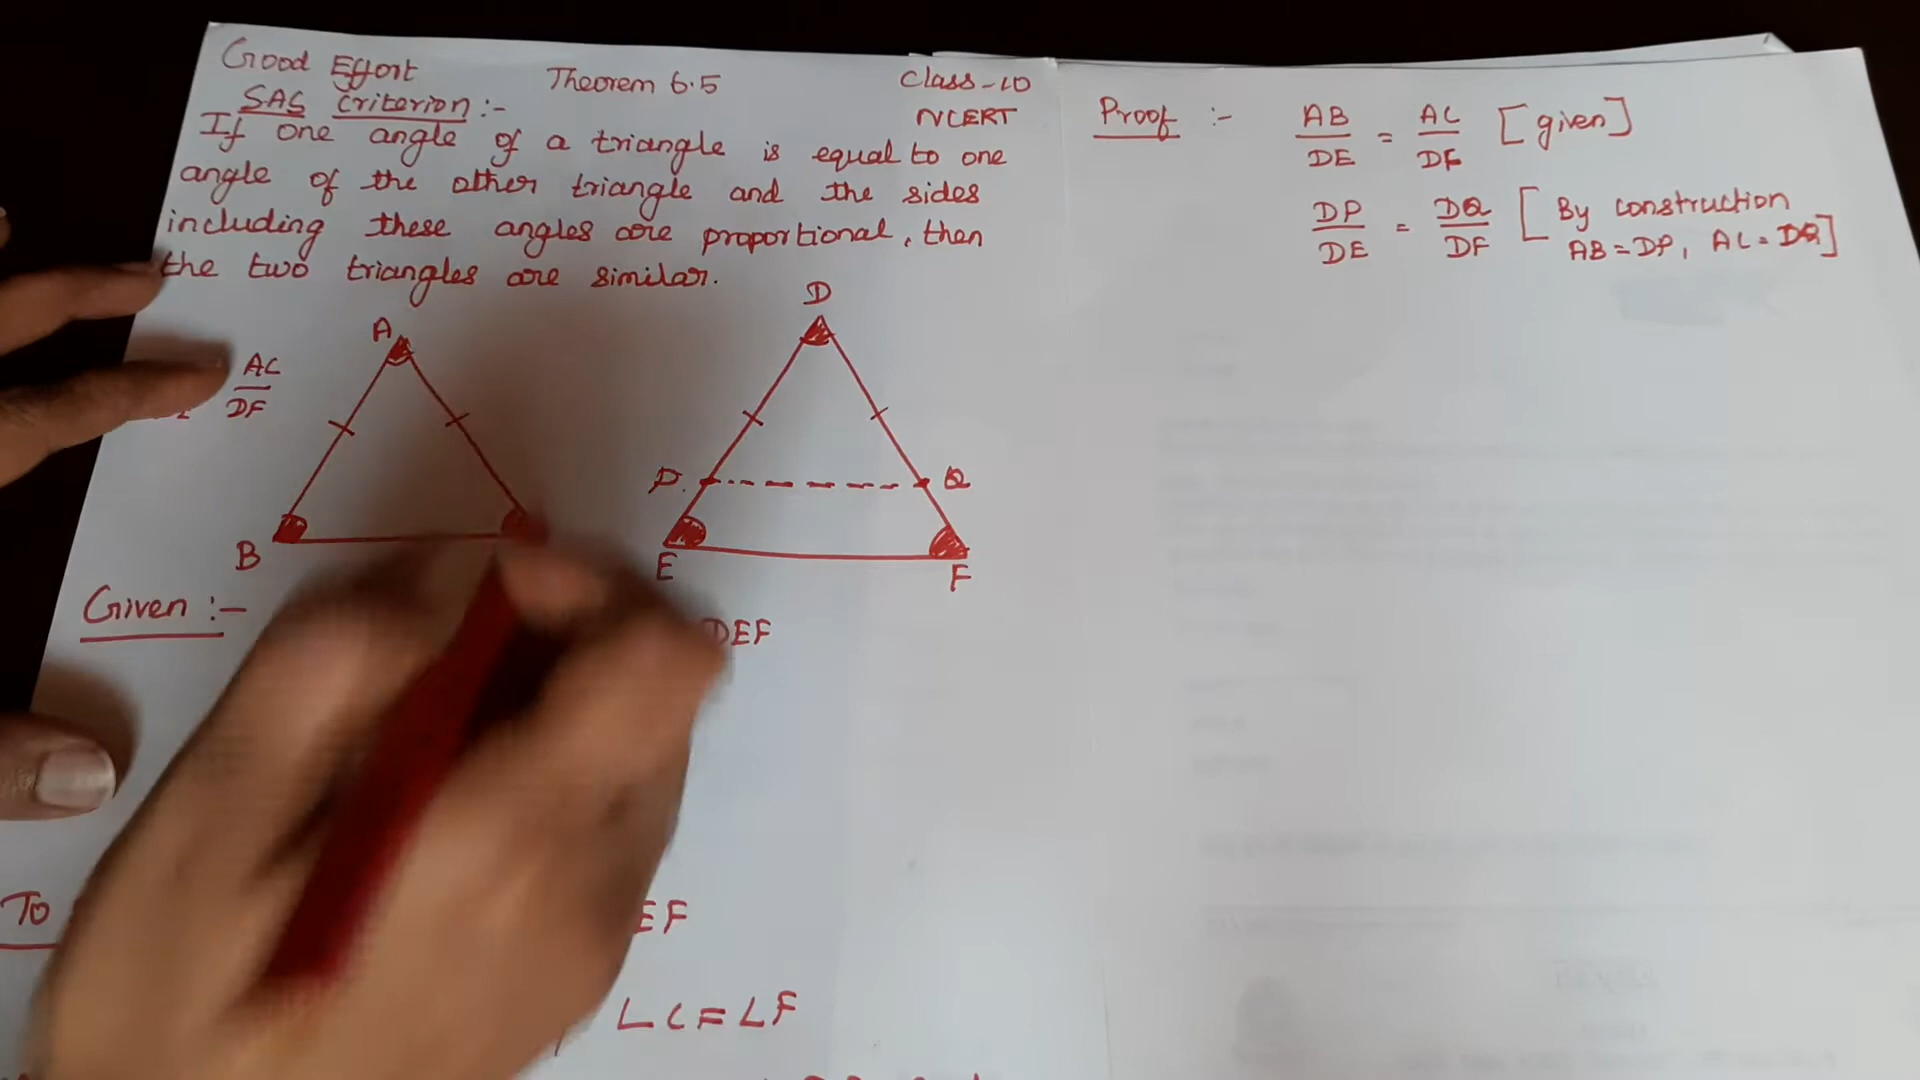 Good Effort
Theorem 6.5
Class-10
NCERT
SAS Criterion :-
If one angle of a triangle is equal to one
angle of the other triangle and the sides
including these angles are proportional, then
the two triangles are similar.
AC
DF
A
B
D
P
Q
E
F
Given :-
DEF
To
EF
∠C = ∠F
Proof :- AB/DE = AC/DF [given]
DP/DE = DQ/DF [By construction
AB = DP, AC = DQ]